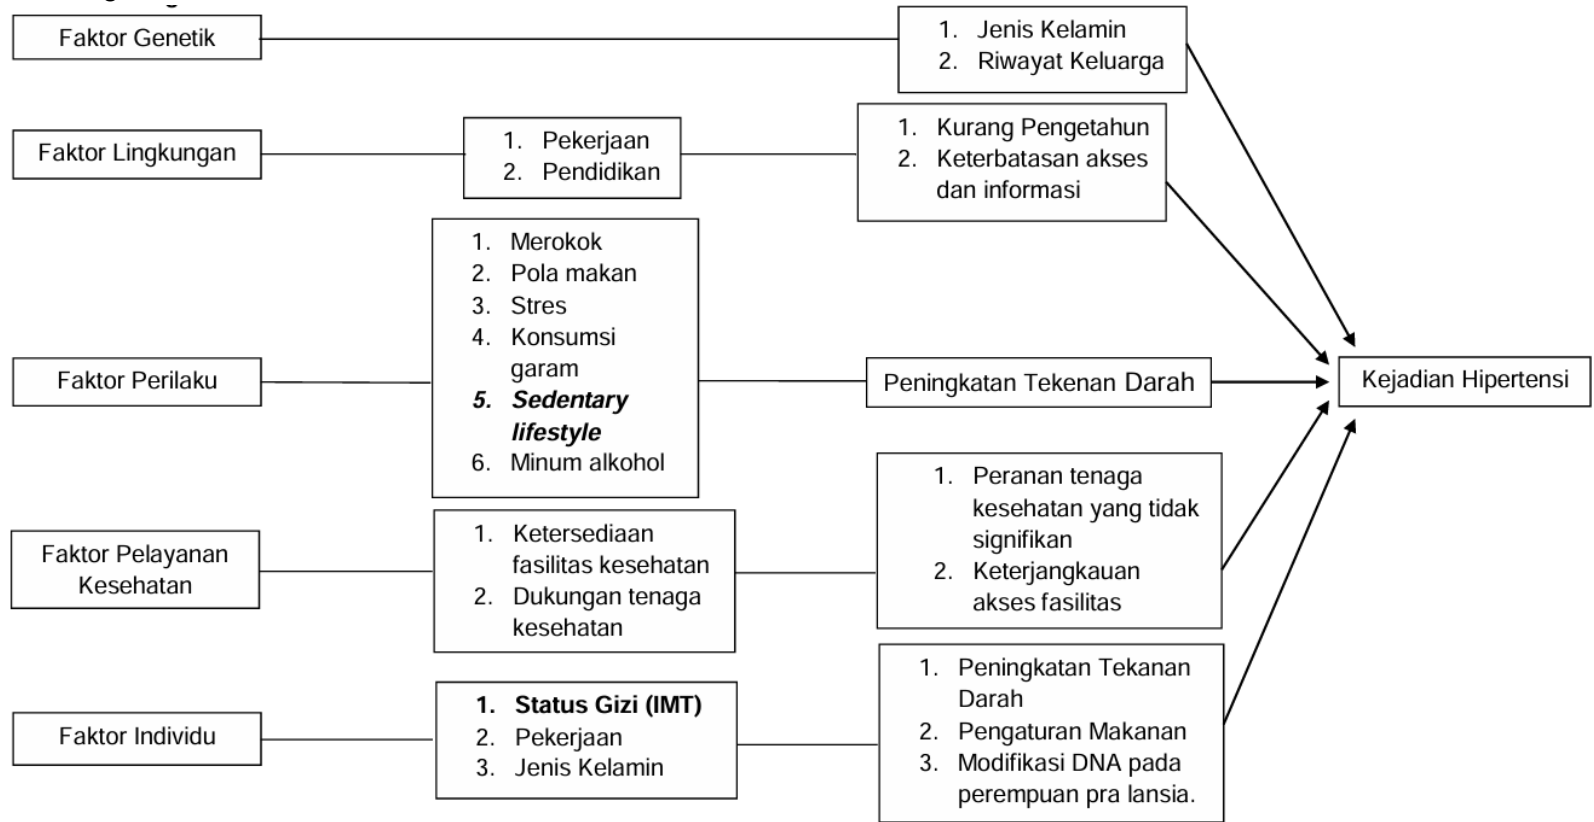 Faktor Genetik
1. Jenis Kelamin
2. Riwayat Keluarga
Faktor Lingkungan
1. Pekerjaan
2. Pendidikan
1. Kurang Pengetahun
2. Keterbatasan akses
dan informasi
Faktor Perilaku
1. Merokok
2. Pola makan
3. Stres
4. Konsumsi
garam
5. Sedentary
lifestyle
6. Minum alkohol
Peningkatan Tekenan Darah
Kejadian Hipertensi
Faktor Pelayanan
Kesehatan
1. Ketersediaan
fasilitas kesehatan
2. Dukungan tenaga
kesehatan
1. Peranan tenaga
kesehatan yang tidak
signifikan
2. Keterjangkauan
akses fasilitas
Faktor Individu
1. Status Gizi (IMT)
2. Pekerjaan
3. Jenis Kelamin
1. Peningkatan Tekanan
Darah
2. Pengaturan Makanan
3. Modifikasi DNA pada
perempuan pra lansia.